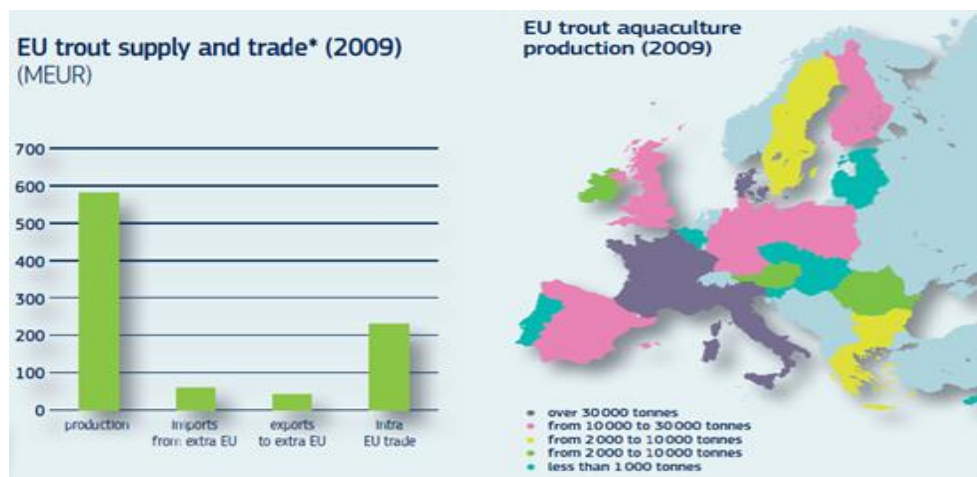 EU trout supply and trade* (2009)
(MEUR)
700
600
500
400
300
200
100
0
production
Imports
from extra EU
exports
to extra EU
Intra
EU trade
EU trout aquaculture
production (2009)
over 30 000 tonnes
from 10 000 to 30 000 tonnes
from 2 000 to 10 000 tonnes
from 2 000 to 10 000 tonnes
less than 1 000 tonnes